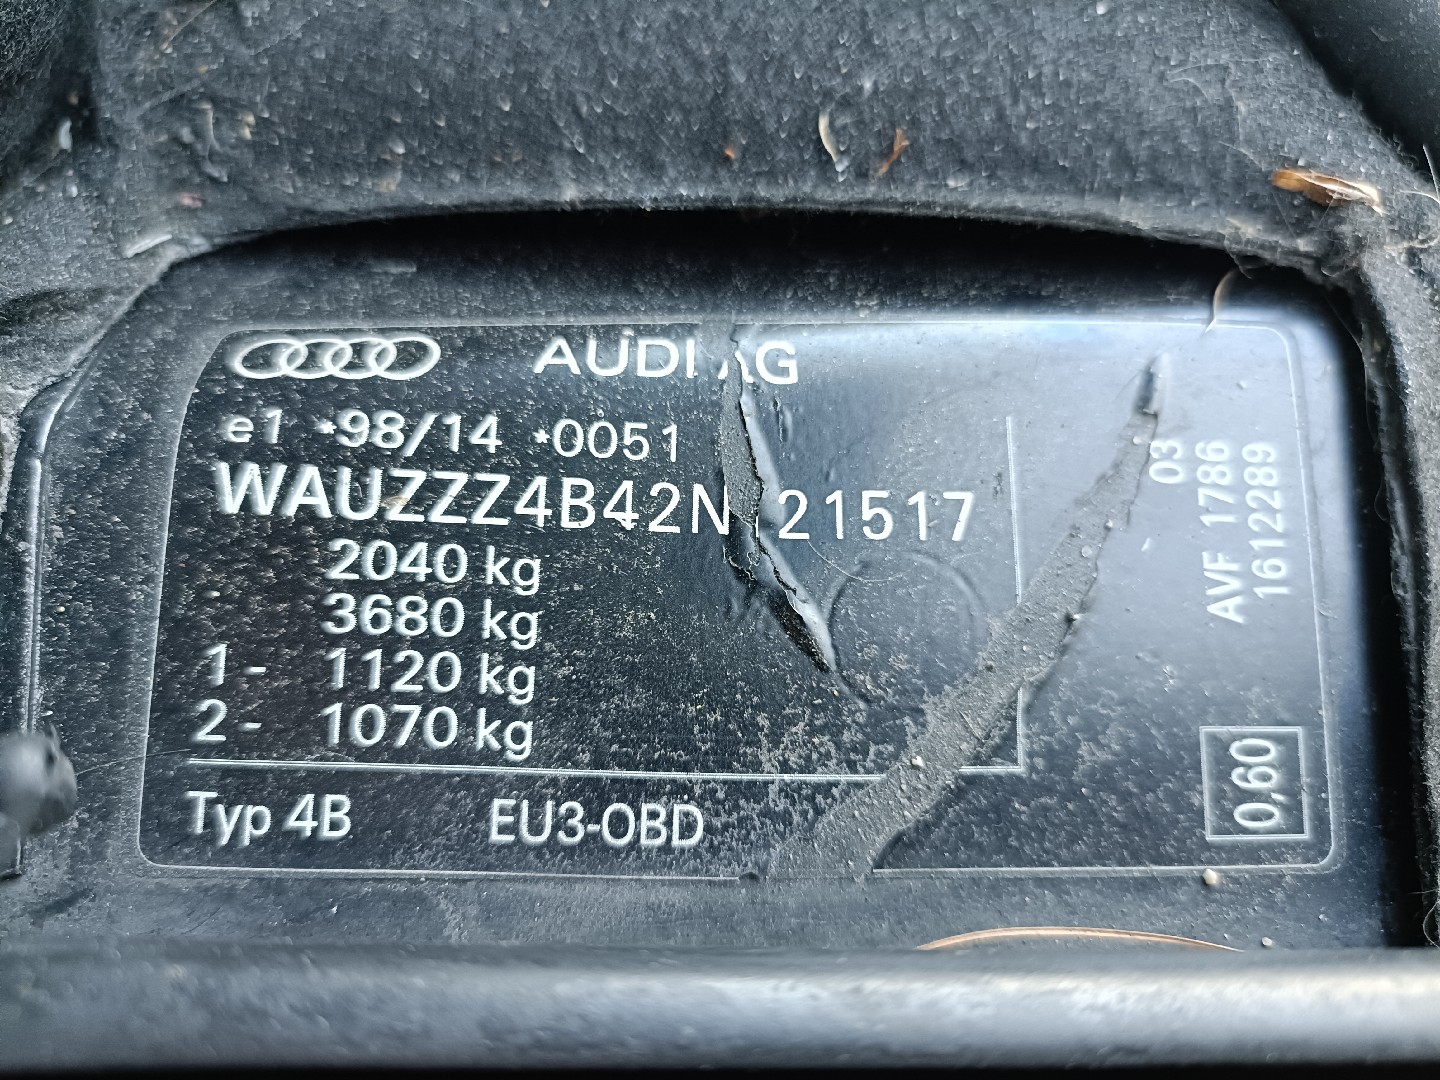 AUDI AG
e1 *98/14 *0051
WAUZZZ4B42N 21517
2040 kg
3680 kg
1 - 1120 kg
2 - 1070 kg
Typ 4B EU3-OBD
03
AVF 1786
1612289
0,60